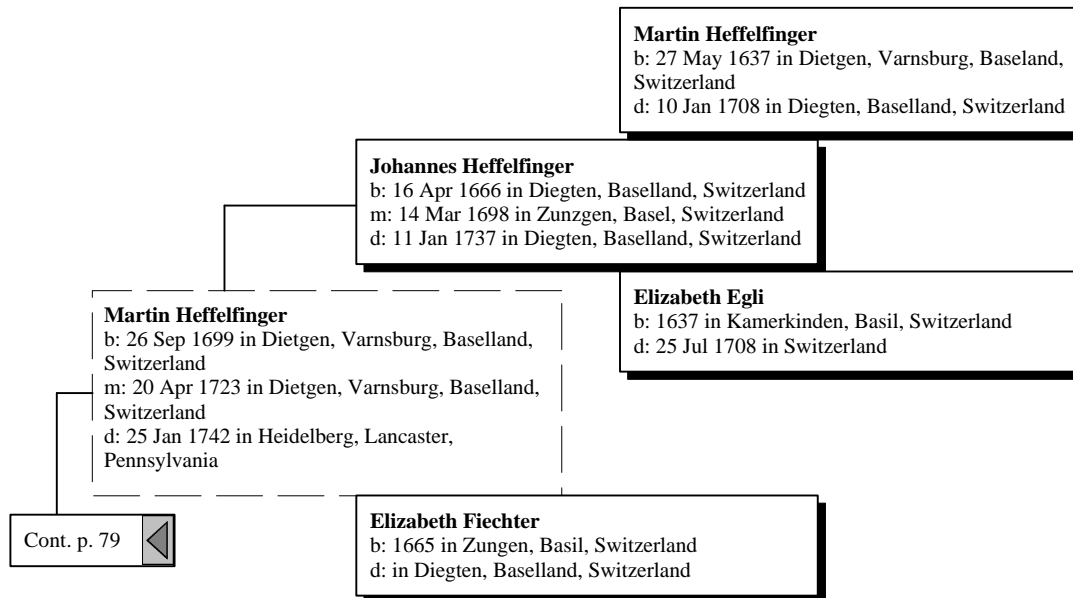 Martin Heffelfinger
b: 27 May 1637 in Dietgen, Varnsburg, Baseland,
Switzerland
d: 10 Jan 1708 in Diegten, Baselland, Switzerland
Johannes Heffelfinger
b: 16 Apr 1666 in Diegten, Baselland, Switzerland
m: 14 Mar 1698 in Zunzgen, Basel, Switzerland
d: 11 Jan 1737 in Diegten, Baselland, Switzerland
Elizabeth Egli
b: 1637 in Kamerkinden, Basil, Switzerland
d: 25 Jul 1708 in Switzerland
Martin Heffelfinger
b: 26 Sep 1699 in Dietgen, Varnsburg, Baselland,
Switzerland
m: 20 Apr 1723 in Dietgen, Varnsburg, Baselland,
Switzerland
d: 25 Jan 1742 in Heidelberg, Lancaster,
Pennsylvania
Elizabeth Fiechter
b: 1665 in Zungen, Basil, Switzerland
d: in Diegten, Baselland, Switzerland
Cont. p. 79